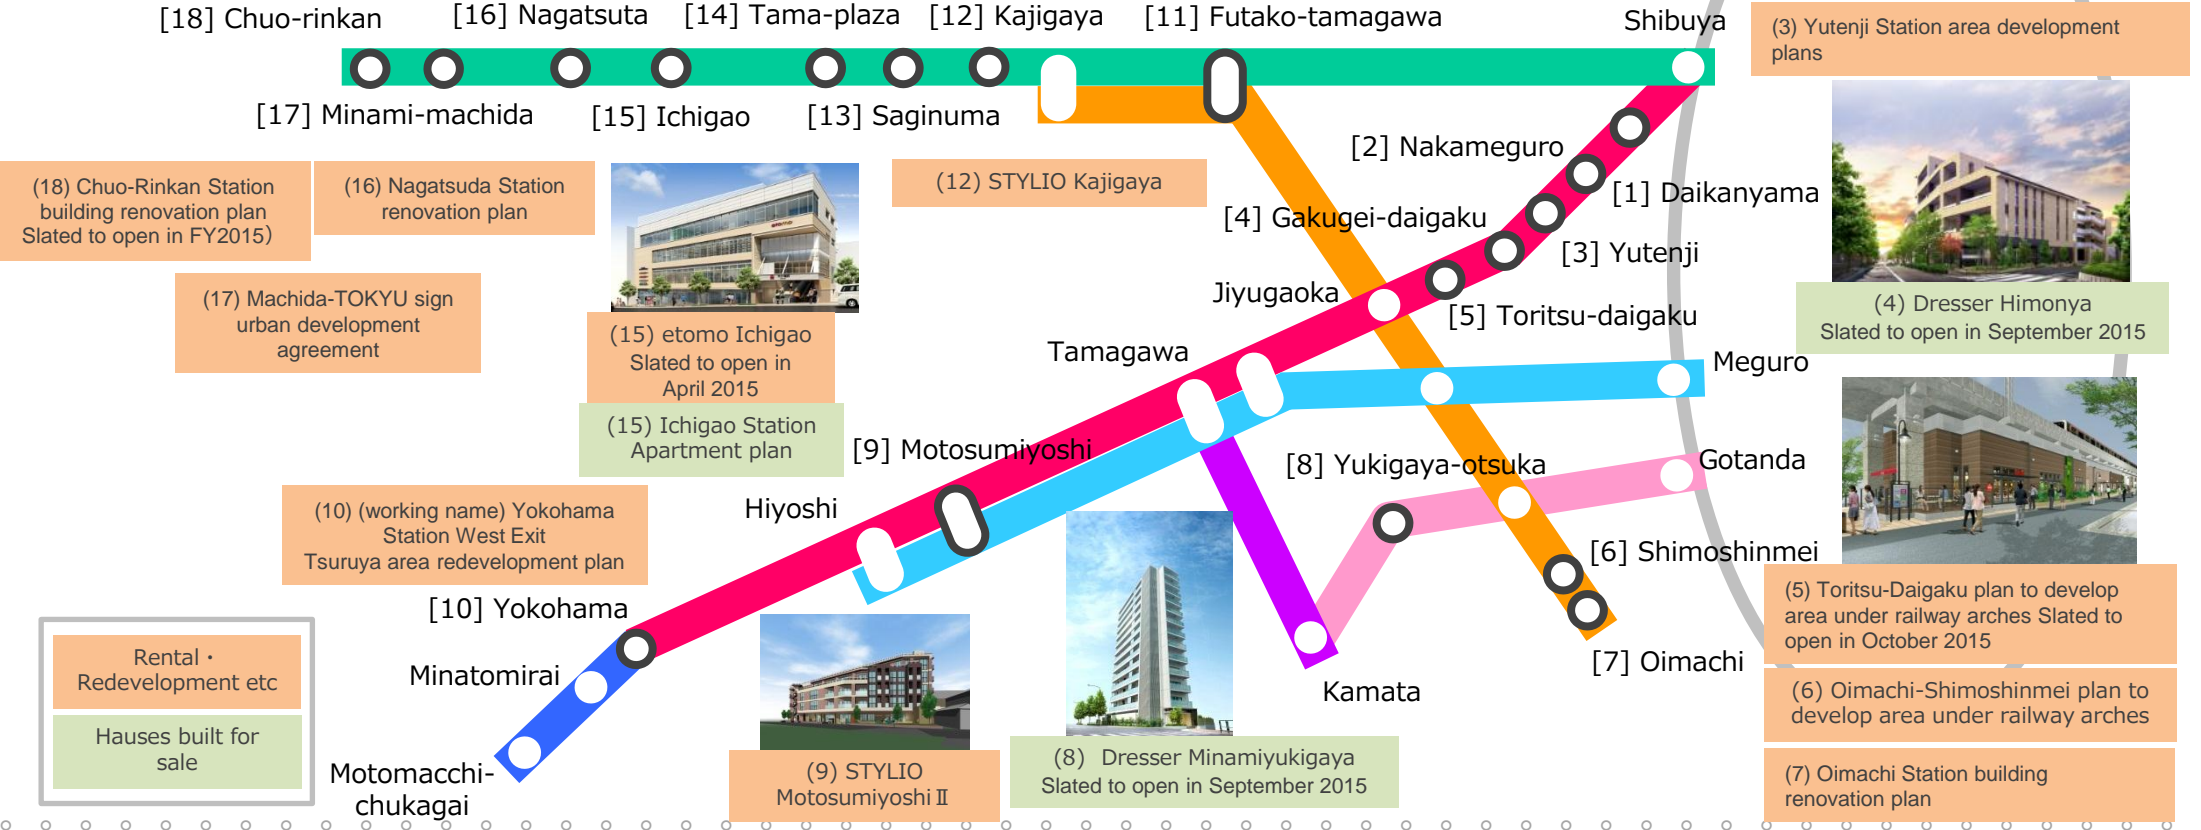 [18] Chuo-rinkan
[16] Nagatsuta
[14] Tama-plaza
[12] Kajigaya
[11] Futako-tamagawa
Shibuya
[17] Minami-machida
[15] Ichigao
[13] Saginuma
[2] Nakameguro
[1] Daikanyama
[4] Gakugei-daigaku
[3] Yutenji
Jiyugaoka
[5] Toritsu-daigaku
Tamagawa
Meguro
[9] Motosumiyoshi
[8] Yukigaya-otsuka
Gotanda
Hiyoshi
[6] Shimoshinmei
[10] Yokohama
[7] Oimachi
Minatomirai
Kamata
Motomacchi-
chukagai
(3) Yutenji Station area development
plans
(18) Chuo-Rinkan Station
building renovation plan
Slated to open in FY2015)
(16) Nagatsuda Station
renovation plan
(12) STYLIO Kajigaya
(17) Machida-TOKYU sign
urban development
agreement
(15) etomo Ichigao
Slated to open in
April 2015
(15) Ichigao Station
Apartment plan
(4) Dresser Himonya
Slated to open in September 2015
(10) (working name) Yokohama
Station West Exit
Tsuruya area redevelopment plan
(5) Toritsu-Daigaku plan to develop
area under railway arches Slated to
open in October 2015
(6) Oimachi-Shimoshinmei plan to
develop area under railway arches
(7) Oimachi Station building
renovation plan
(8) Dresser Minamiyukigaya
Slated to open in September 2015
(9) STYLIO
Motosumiyoshi Ⅱ
Rental・
Redevelopment etc
Hauses built for
sale